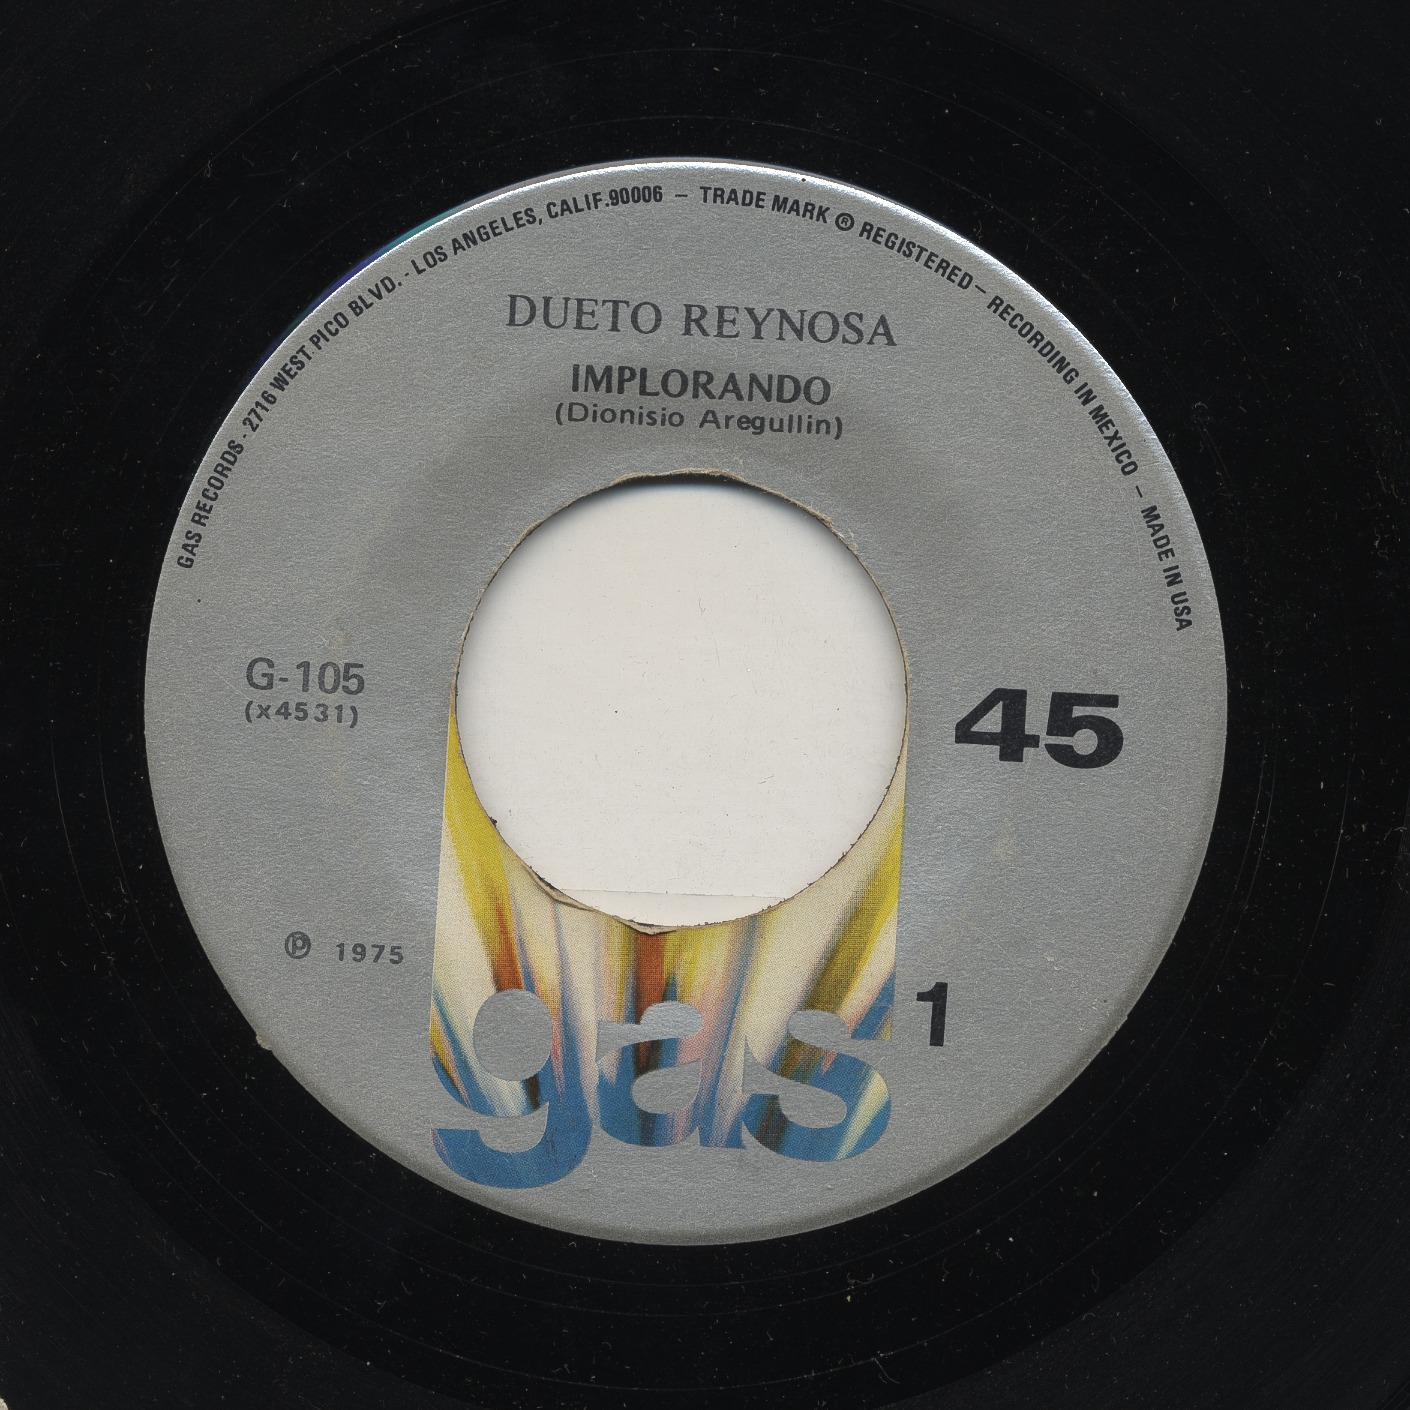 GAS RECORDS - 2716 WEST PICO BLVD. - LOS ANGELES, CALIF.90006 – TRADE MARK ® REGISTERED – RECORDING IN MEXICO – MADE IN USA
DUETO REYNOSA
IMPLORANDO
(Dionisio Aregullin)
G-105
(x4531)
45
℗ 1975
1
gas